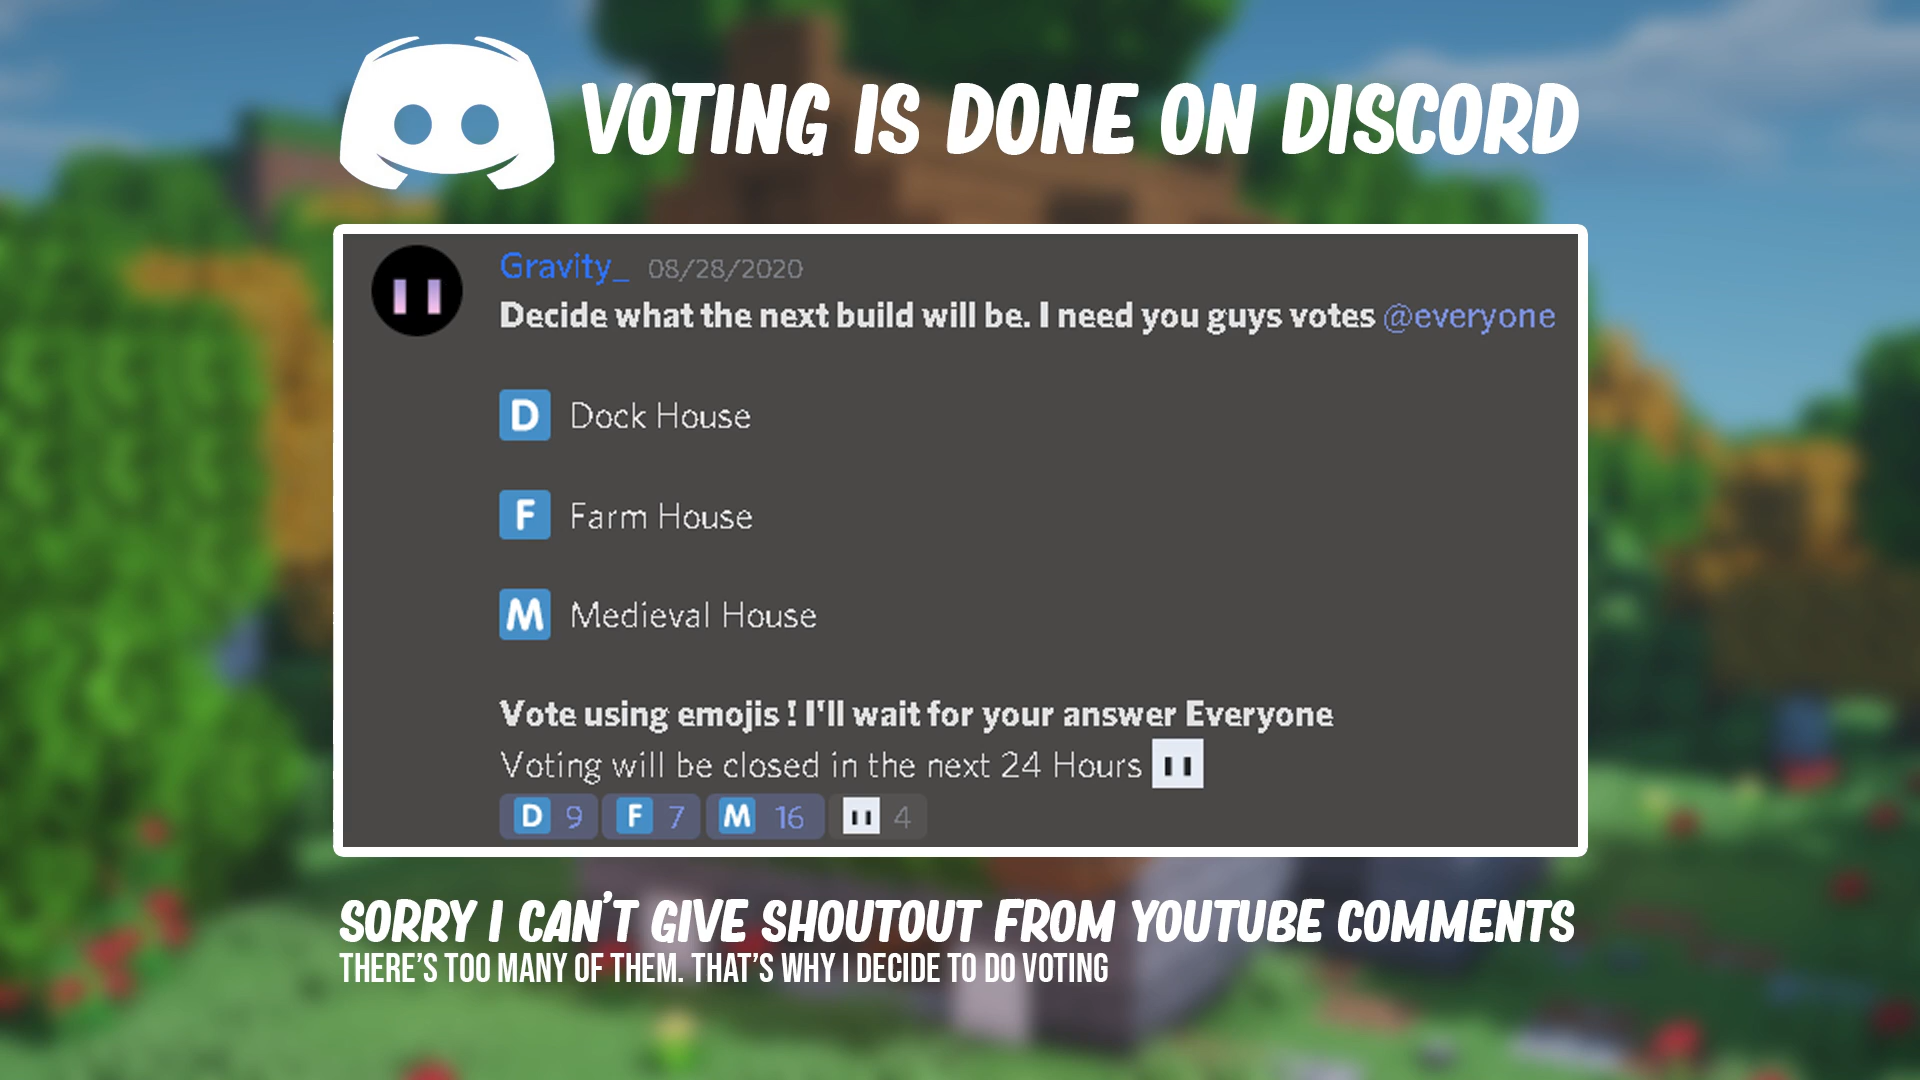 VOTING IS DONE ON DISCORD
Gravity_ 08/28/2020
Decide what the next build will be. I need you guys votes @everyone
D Dock House
F Farm House
M Medieval House
Vote using emojis ! I'll wait for your answer Everyone
Voting will be closed in the next 24 Hours
D 9 F 7 M 16 4
SORRY I CAN'T GIVE SHOUTOUT FROM YOUTUBE COMMENTS
THERE'S TOO MANY OF THEM. THAT'S WHY I DECIDE TO DO VOTING